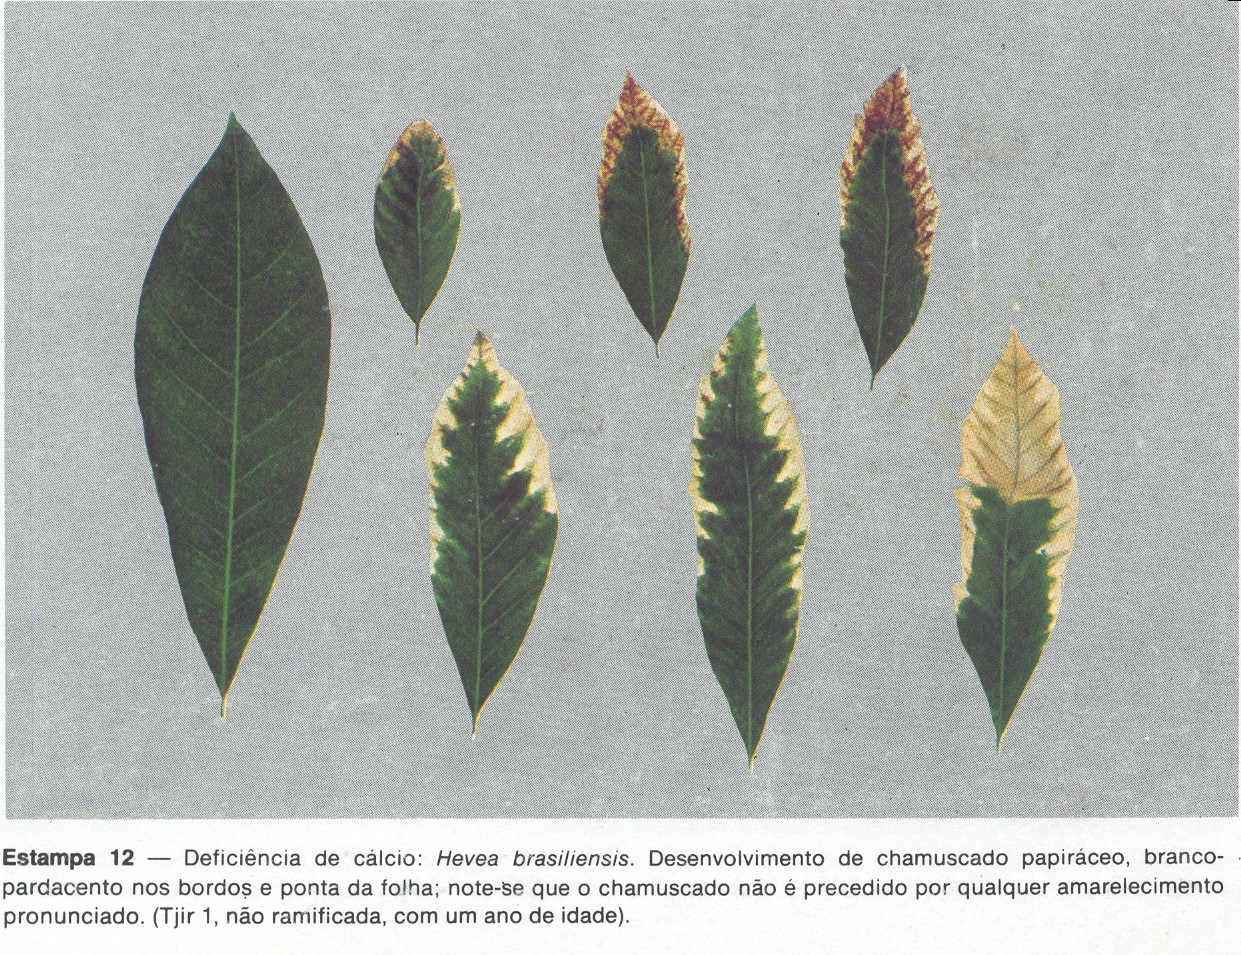 Estampa 12 — Deficiência de cálcio: Hevea brasiliensis. Desenvolvimento de chamuscado papiráceo, branco-
pardacento nos bordos e ponta da folha; note-se que o chamuscado não é precedido por qualquer amarelecimento
pronunciado. (Tjir 1, não ramificada, com um ano de idade).